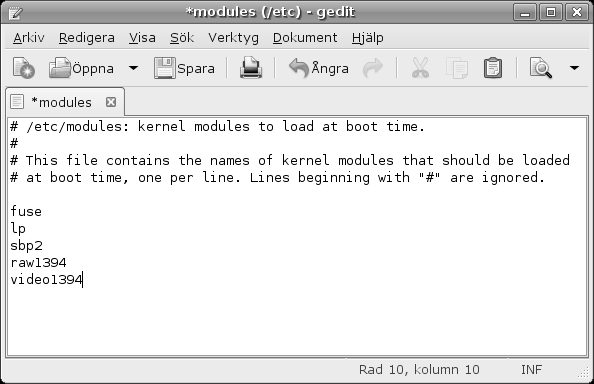 *modules (/etc) - gedit
Arkiv Redigera Visa Sök Verktyg Dokument Hjälp
Öppna Spara Ångra
*modules
# /etc/modules: kernel modules to load at boot time.
#
# This file contains the names of kernel modules that should be loaded
# at boot time, one per line. Lines beginning with "#" are ignored.
fuse
lp
sbp2
raw1394
video1394
Rad 10, kolumn 10 INF